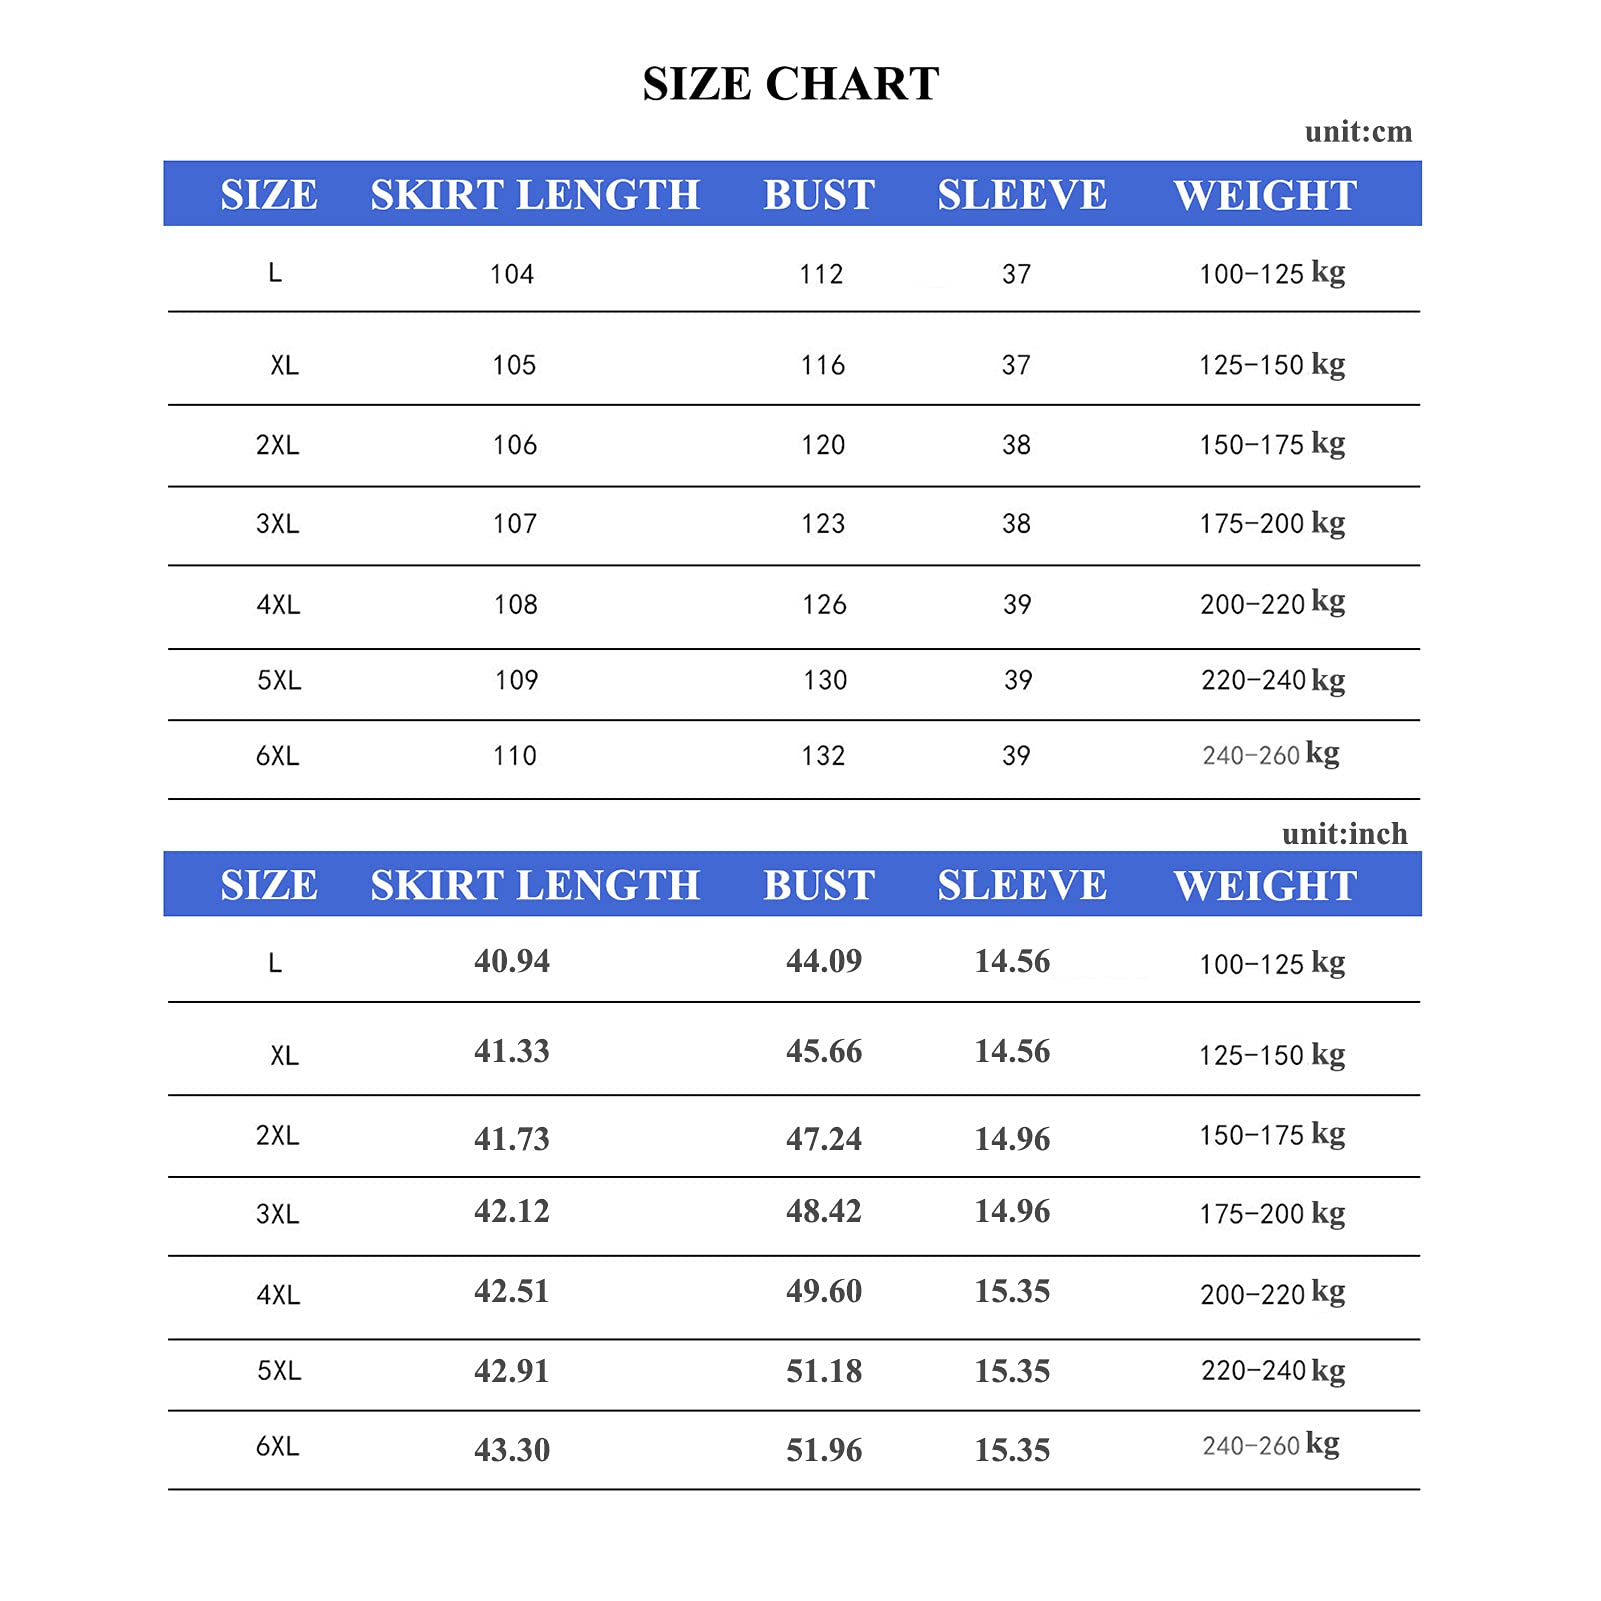 SIZE CHART
unit:cm
SIZE SKIRT LENGTH BUST SLEEVE WEIGHT
L 104 112 37 100-125 kg
XL 105 116 37 125-150 kg
2XL 106 120 38 150-175 kg
3XL 107 123 38 175-200 kg
4XL 108 126 39 200-220 kg
5XL 109 130 39 220-240 kg
6XL 110 132 39 240-260 kg
unit:inch
SIZE SKIRT LENGTH BUST SLEEVE WEIGHT
L 40.94 44.09 14.56 100-125 kg
XL 41.33 45.66 14.56 125-150 kg
2XL 41.73 47.24 14.96 150-175 kg
3XL 42.12 48.42 14.96 175-200 kg
4XL 42.51 49.60 15.35 200-220 kg
5XL 42.91 51.18 15.35 220-240 kg
6XL 43.30 51.96 15.35 240-260 kg